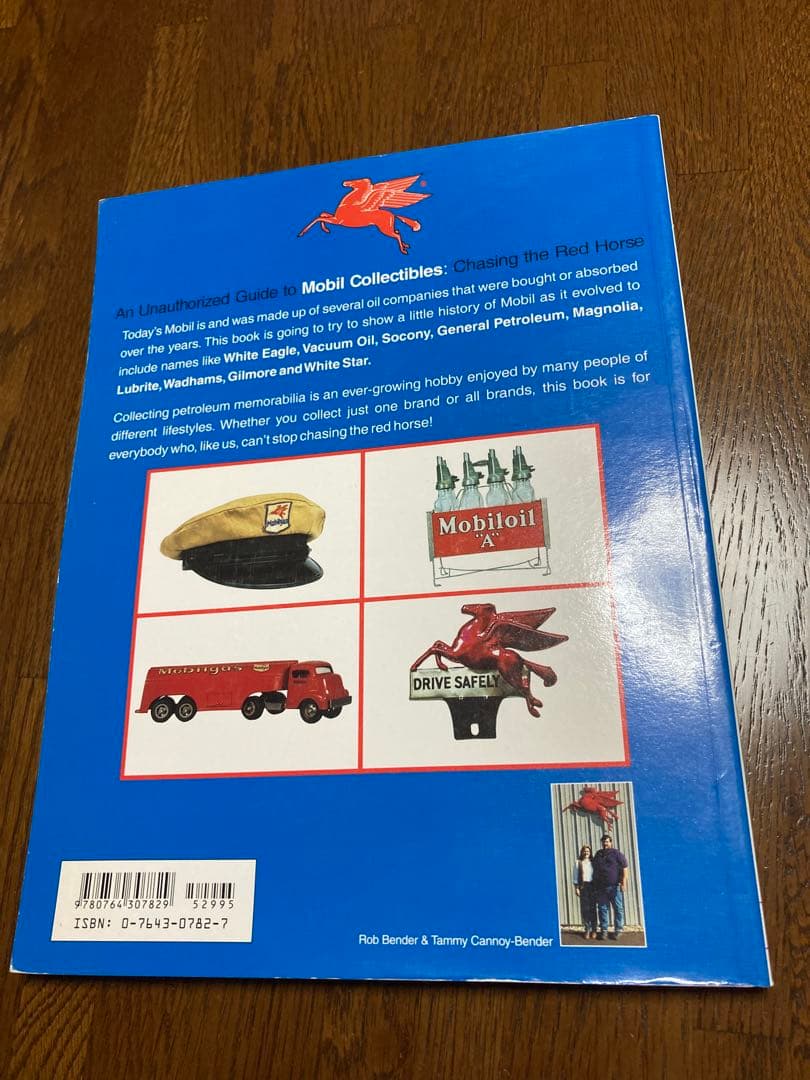 ®
An Unauthorized Guide to Mobil Collectibles: Chasing the Red Horse
Today's Mobil is and was made up of several oil companies that were bought or absorbed
over the years. This book is going to try to show a little history of Mobil as it evolved to
include names like White Eagle, Vacuum Oil, Socony, General Petroleum, Magnolia,
Lubrite, Wadhams, Gilmore and White Star.
Collecting petroleum memorabilia is an ever-growing hobby enjoyed by many people of
different lifestyles. Whether you collect just one brand or all brands, this book is for
everybody who, like us, can't stop chasing the red horse!
Mobilgas
Mobiloil
"A"
Mobilgas
DRIVE SAFELY
9780764307829
52995
ISBN: 0-7643-0782-7
Rob Bender & Tammy Cannoy-Bender